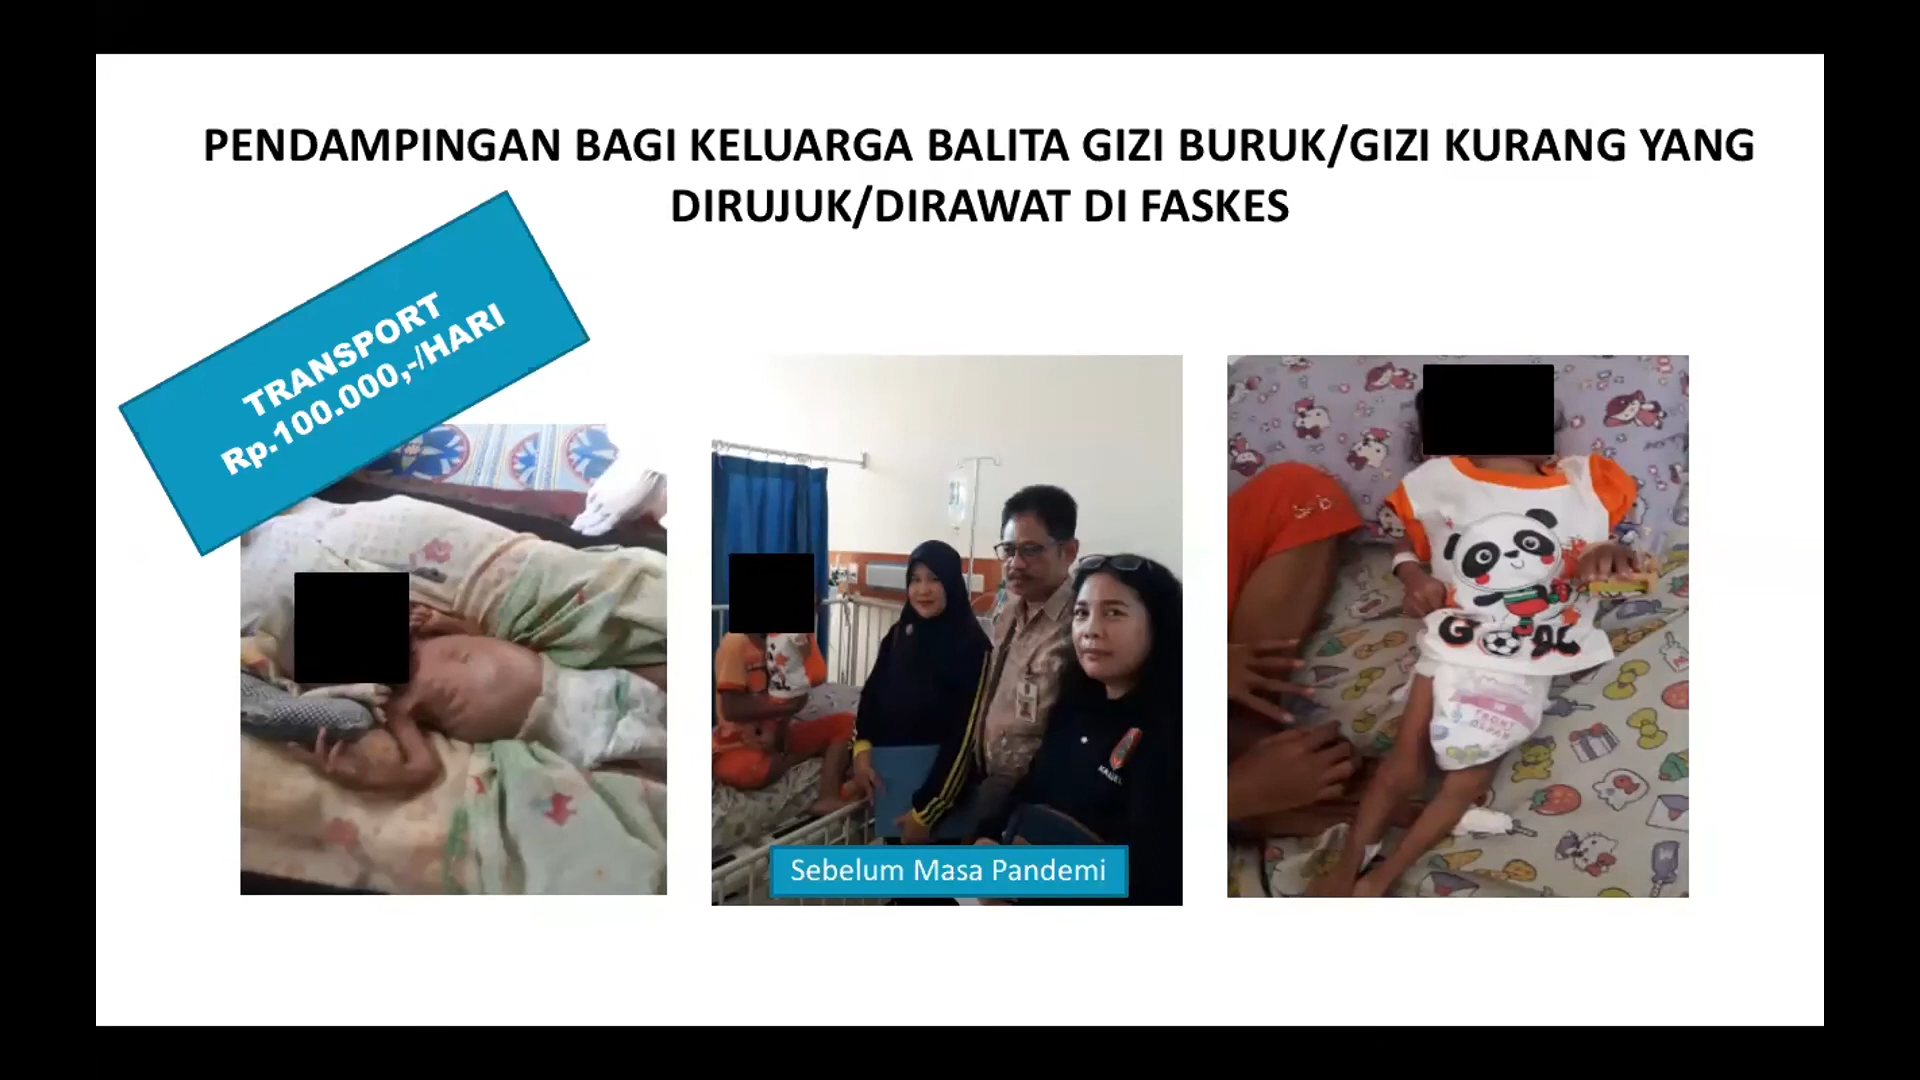 PENDAMPINGAN BAGI KELUARGA BALITA GIZI BURUK/GIZI KURANG YANG
DIRUJUK/DIRAWAT DI FASKES
TRANSPORT
Rp.100.000,-/HARI
Sebelum Masa Pandemi
GOAL